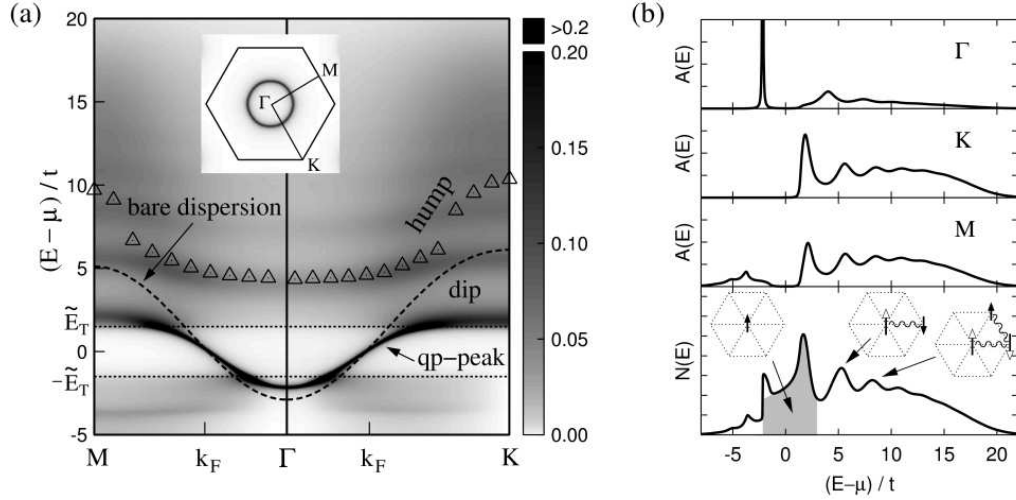 (a)
20
15
10
5
0
-5
(E − μ) / t
Ẽ_T
−Ẽ_T
M
k_F
Γ
k_F
K
Γ
M
K
bare dispersion
hump
dip
qp−peak
>0.2
0.20
0.15
0.10
0.05
0.00
(b)
A(E)
Γ
A(E)
K
A(E)
M
N(E)
-5
0
5
10
15
20
(E−μ) / t